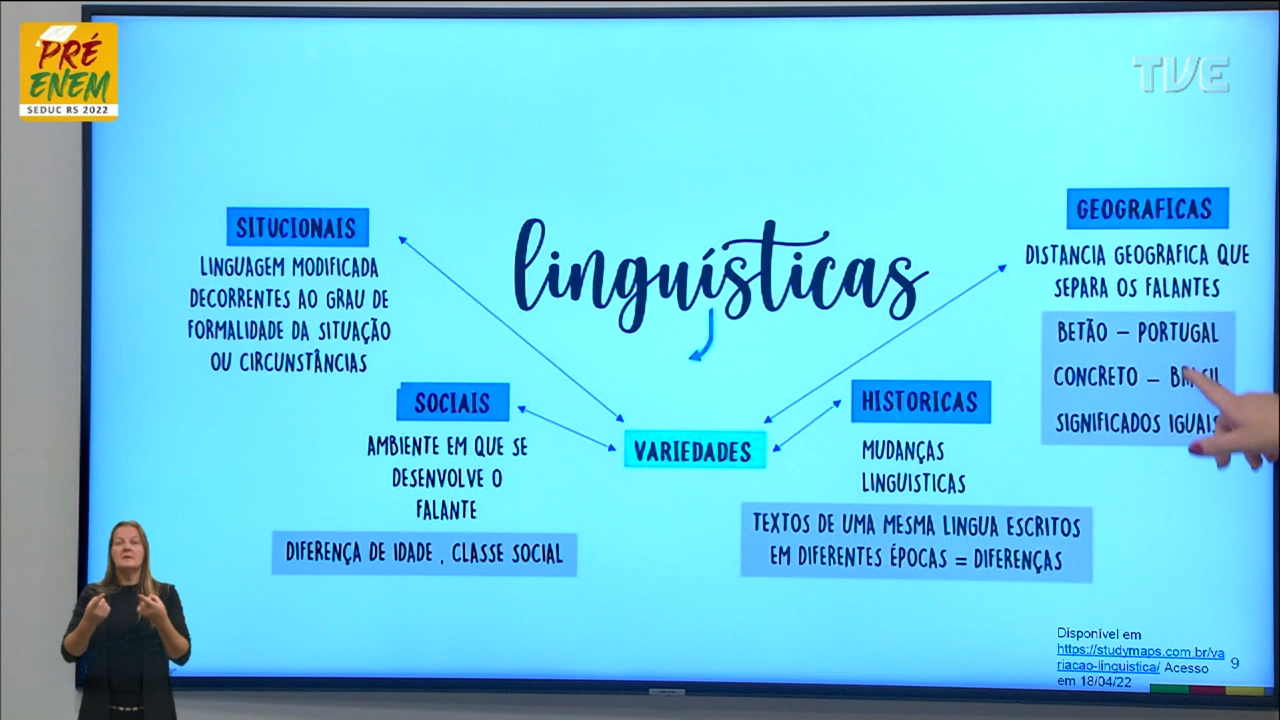 PRÉ
ENEM
SEDUC RS 2022
TVE
linguísticas
SITUCIONAIS
LINGUAGEM MODIFICADA
DECORRENTES AO GRAU DE
FORMALIDADE DA SITUAÇÃO
OU CIRCUNSTÂNCIAS
SOCIAIS
AMBIENTE EM QUE SE
DESENVOLVE O
FALANTE
DIFERENÇA DE IDADE , CLASSE SOCIAL
VARIEDADES
HISTORICAS
MUDANÇAS
LINGUISTICAS
TEXTOS DE UMA MESMA LINGUA ESCRITOS
EM DIFERENTES ÉPOCAS = DIFERENÇAS
GEOGRAFICAS
DISTANCIA GEOGRAFICA QUE
SEPARA OS FALANTES
BETÃO – PORTUGAL
CONCRETO – BRASIL
SIGNIFICADOS IGUAIS
Disponível em
https://studymaps.com.br/va
riacao-linguistica/ Acesso
em 18/04/22
9